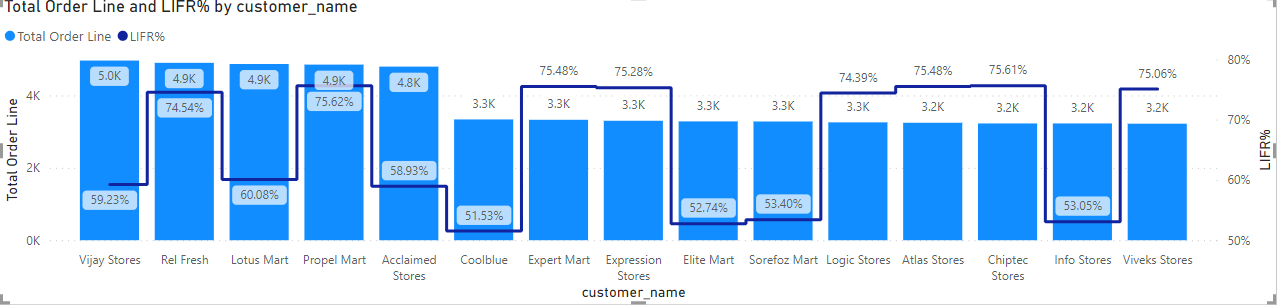 Total Order Line and LIFR% by customer_name
Total Order Line LIFR%
Total Order Line
4K
2K
0K
5.0K
4.9K
4.9K
4.9K
4.8K
3.3K
3.3K
3.3K
3.3K
3.3K
3.3K
3.2K
3.2K
3.2K
3.2K
59.23%
74.54%
60.08%
75.62%
58.93%
51.53%
75.48%
75.28%
52.74%
53.40%
74.39%
75.48%
75.61%
53.05%
75.06%
80%
70%
60%
50%
LIFR%
Vijay Stores
Rel Fresh
Lotus Mart
Propel Mart
Acclaimed
Stores
Coolblue
Expert Mart
Expression
Stores
Elite Mart
Sorefoz Mart
Logic Stores
Atlas Stores
Chiptec
Stores
Info Stores
Viveks Stores
customer_name